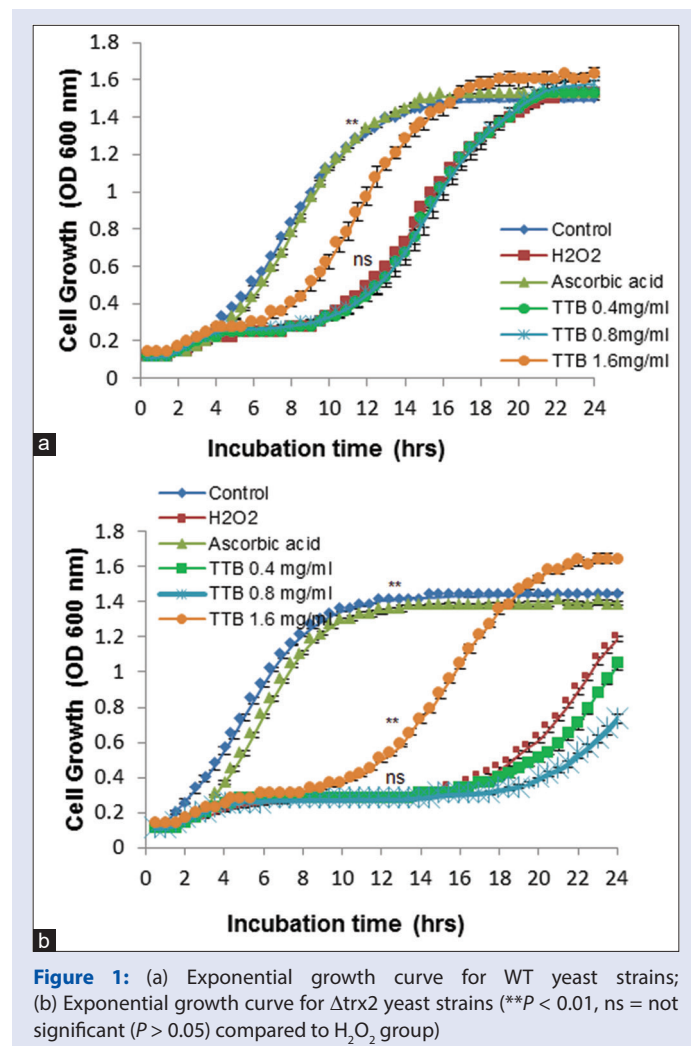 1.8
1.6
1.4
1.2
1
0.8
0.6
0.4
0.2
0
Cell Growth (OD 600 nm)
**
ns
Control
H2O2
Ascorbic acid
TTB 0.4mg/ml
TTB 0.8mg/ml
TTB 1.6mg/ml
0 2 4 6 8 10 12 14 16 18 20 22 24
Incubation time (hrs)
a
Control
H2O2
Ascorbic acid
TTB 0.4 mg/ml
TTB 0.8 mg/ml
TTB 1.6 mg/ml
1.8
1.6
1.4
1.2
1
0.8
0.6
0.4
0.2
0
Cell Growth (OD 600 nm)
**
**
ns
0 2 4 6 8 10 12 14 16 18 20 22 24
Incubation time (hrs)
b
Figure 1: (a) Exponential growth curve for WT yeast strains;
(b) Exponential growth curve for Δtrx2 yeast strains (**P < 0.01, ns = not
significant (P > 0.05) compared to H₂O₂ group)